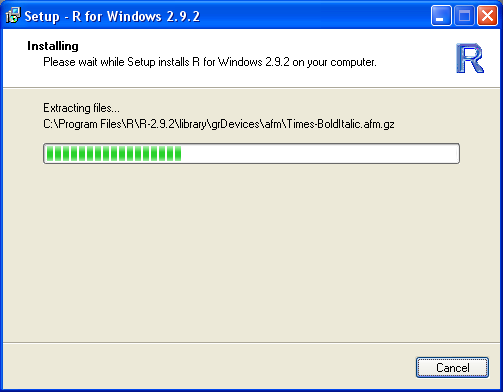 Setup - R for Windows 2.9.2
Installing
Please wait while Setup installs R for Windows 2.9.2 on your computer.
R
Extracting files...
C:\Program Files\R\R-2.9.2\library\grDevices\afm\Times-BoldItalic.afm.gz
Cancel